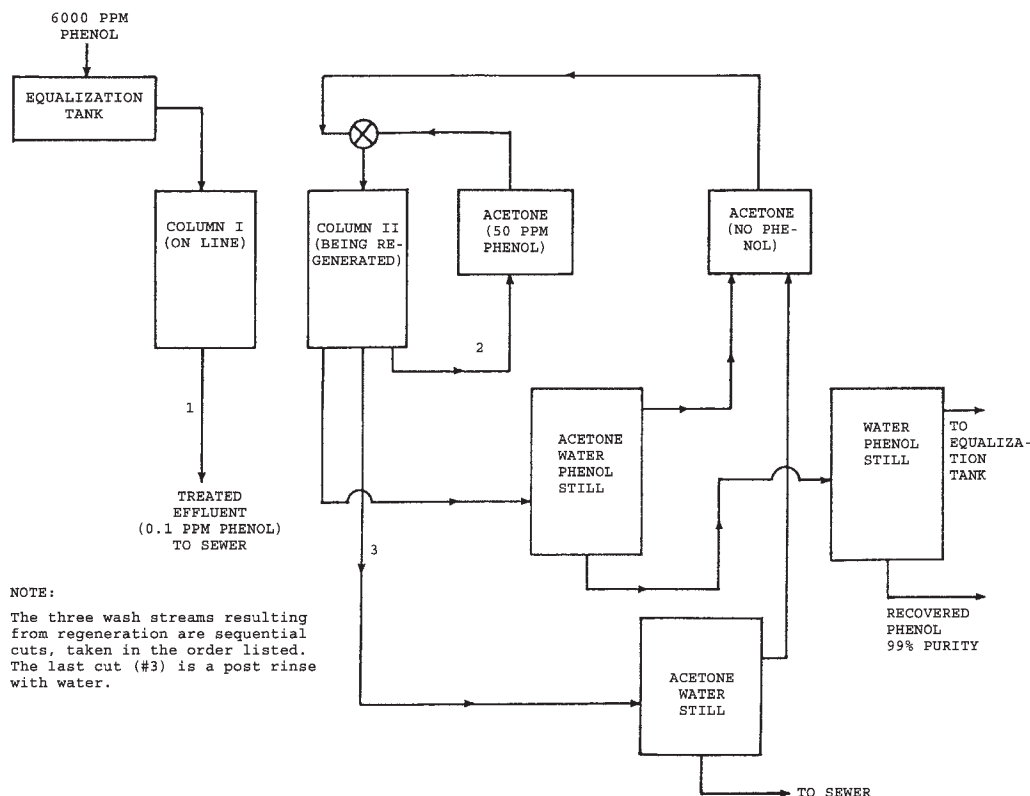 6000 PPM
PHENOL
EQUALIZATION
TANK
COLUMN I
(ON LINE)
COLUMN II
(BEING RE-
GENERATED)
ACETONE
(50 PPM
PHENOL)
ACETONE
(NO PHE-
NOL)
2
1
TREATED
EFFLUENT
(0.1 PPM PHENOL)
TO SEWER
ACETONE
WATER
PHENOL
STILL
WATER
PHENOL
STILL
TO
EQUALIZA-
TION
TANK
3
RECOVERED
PHENOL
99% PURITY
NOTE:
The three wash streams resulting
from regeneration are sequential
cuts, taken in the order listed.
The last cut (#3) is a post rinse
with water.
ACETONE
WATER
STILL
TO SEWER